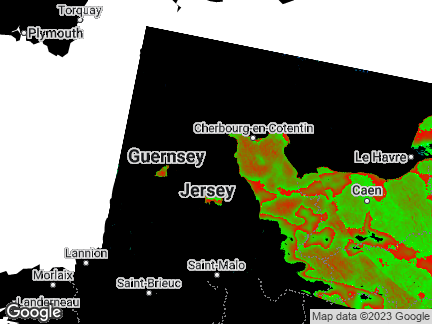 Torquay
Plymouth
Cherbourg-en-Cotentin
Guernsey
Le Havre
Jersey
Caen
Lannion
Saint-Malo
Morlaix
Saint-Brieuc
Landerneau
Google
Map data ©2023 Google